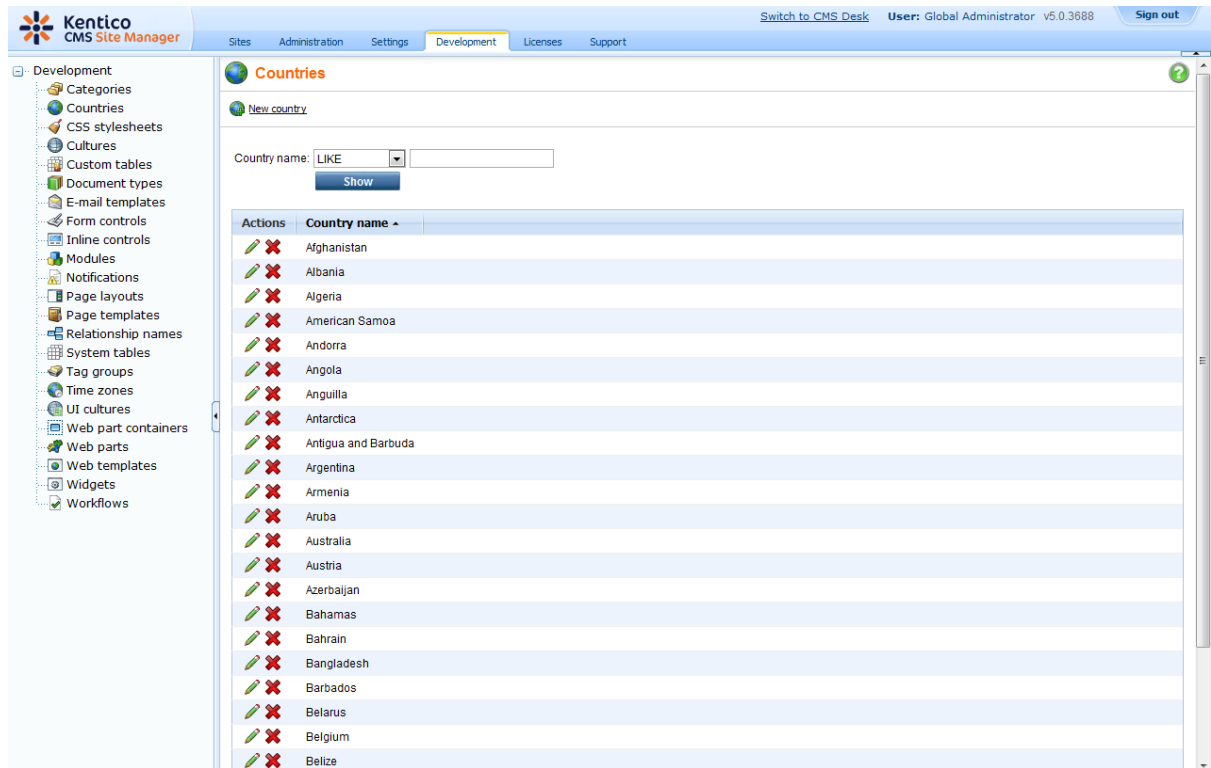 Kentico
CMS Site Manager
Switch to CMS Desk User: Global Administrator v5.0.3688 Sign out
Sites Administration Settings Development Licenses Support
Development
Categories
Countries
CSS stylesheets
Cultures
Custom tables
Document types
E-mail templates
Form controls
Inline controls
Modules
Notifications
Page layouts
Page templates
Relationship names
System tables
Tag groups
Time zones
UI cultures
Web part containers
Web parts
Web templates
Widgets
Workflows
Countries
New country
Country name: LIKE
Show
Actions Country name
Afghanistan
Albania
Algeria
American Samoa
Andorra
Angola
Anguilla
Antarctica
Antigua and Barbuda
Argentina
Armenia
Aruba
Australia
Austria
Azerbaijan
Bahamas
Bahrain
Bangladesh
Barbados
Belarus
Belgium
Belize